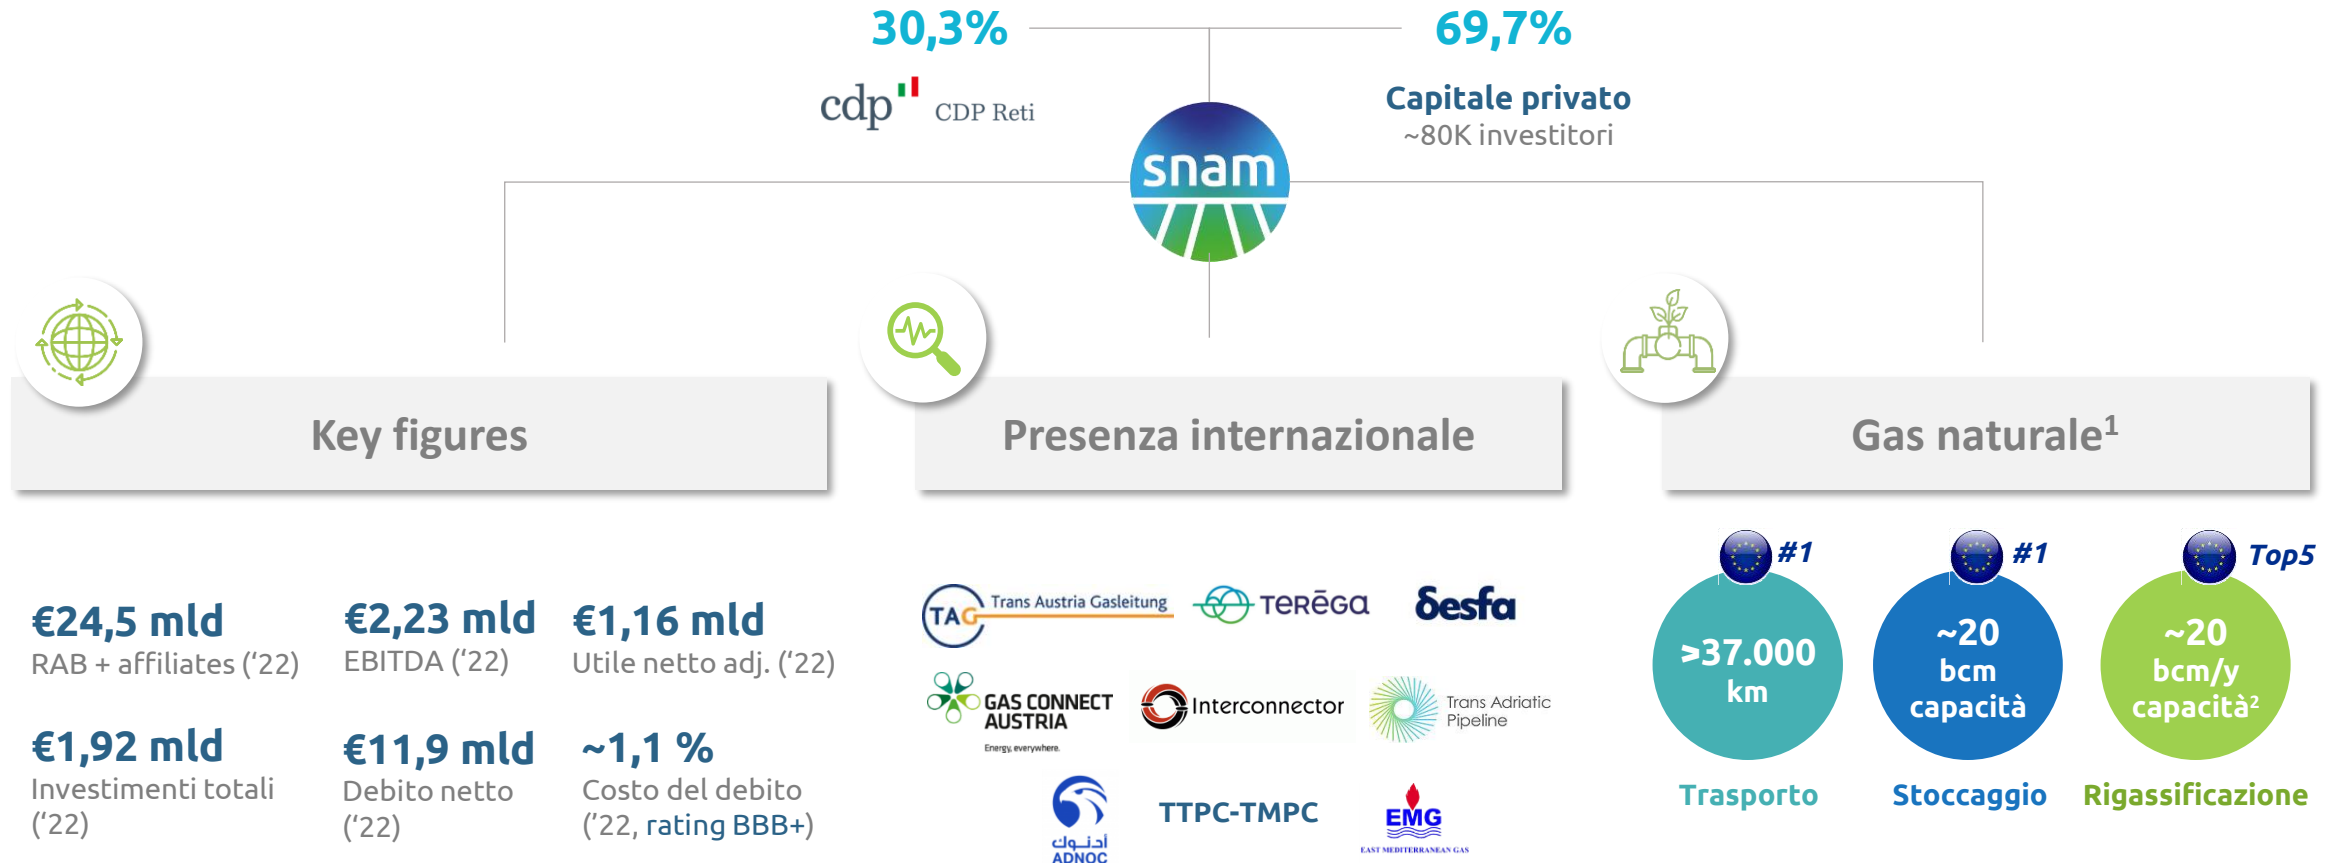 30,3%
69,7%
cdp CDP Reti
Capitale privato
~80K investitori
snam
Key figures
Presenza internazionale
Gas naturale¹
€24,5 mld
RAB + affiliates (‘22)
€2,23 mld
EBITDA (‘22)
€1,16 mld
Utile netto adj. (‘22)
€1,92 mld
Investimenti totali
(‘22)
€11,9 mld
Debito netto
(‘22)
~1,1 %
Costo del debito
(’22, rating BBB+)
TAG Trans Austria Gasleitung
TERĒGA
δesfa
GAS CONNECT
AUSTRIA
Energy, everywhere.
Interconnector
Trans Adriatic
Pipeline
أدنوك
ADNOC
TTPC-TMPC
EMG
EAST MEDITERRANEAN GAS
#1
>37.000
km
Trasporto
#1
~20
bcm
capacità
Stoccaggio
Top5
~20
bcm/y
capacità²
Rigassificazione